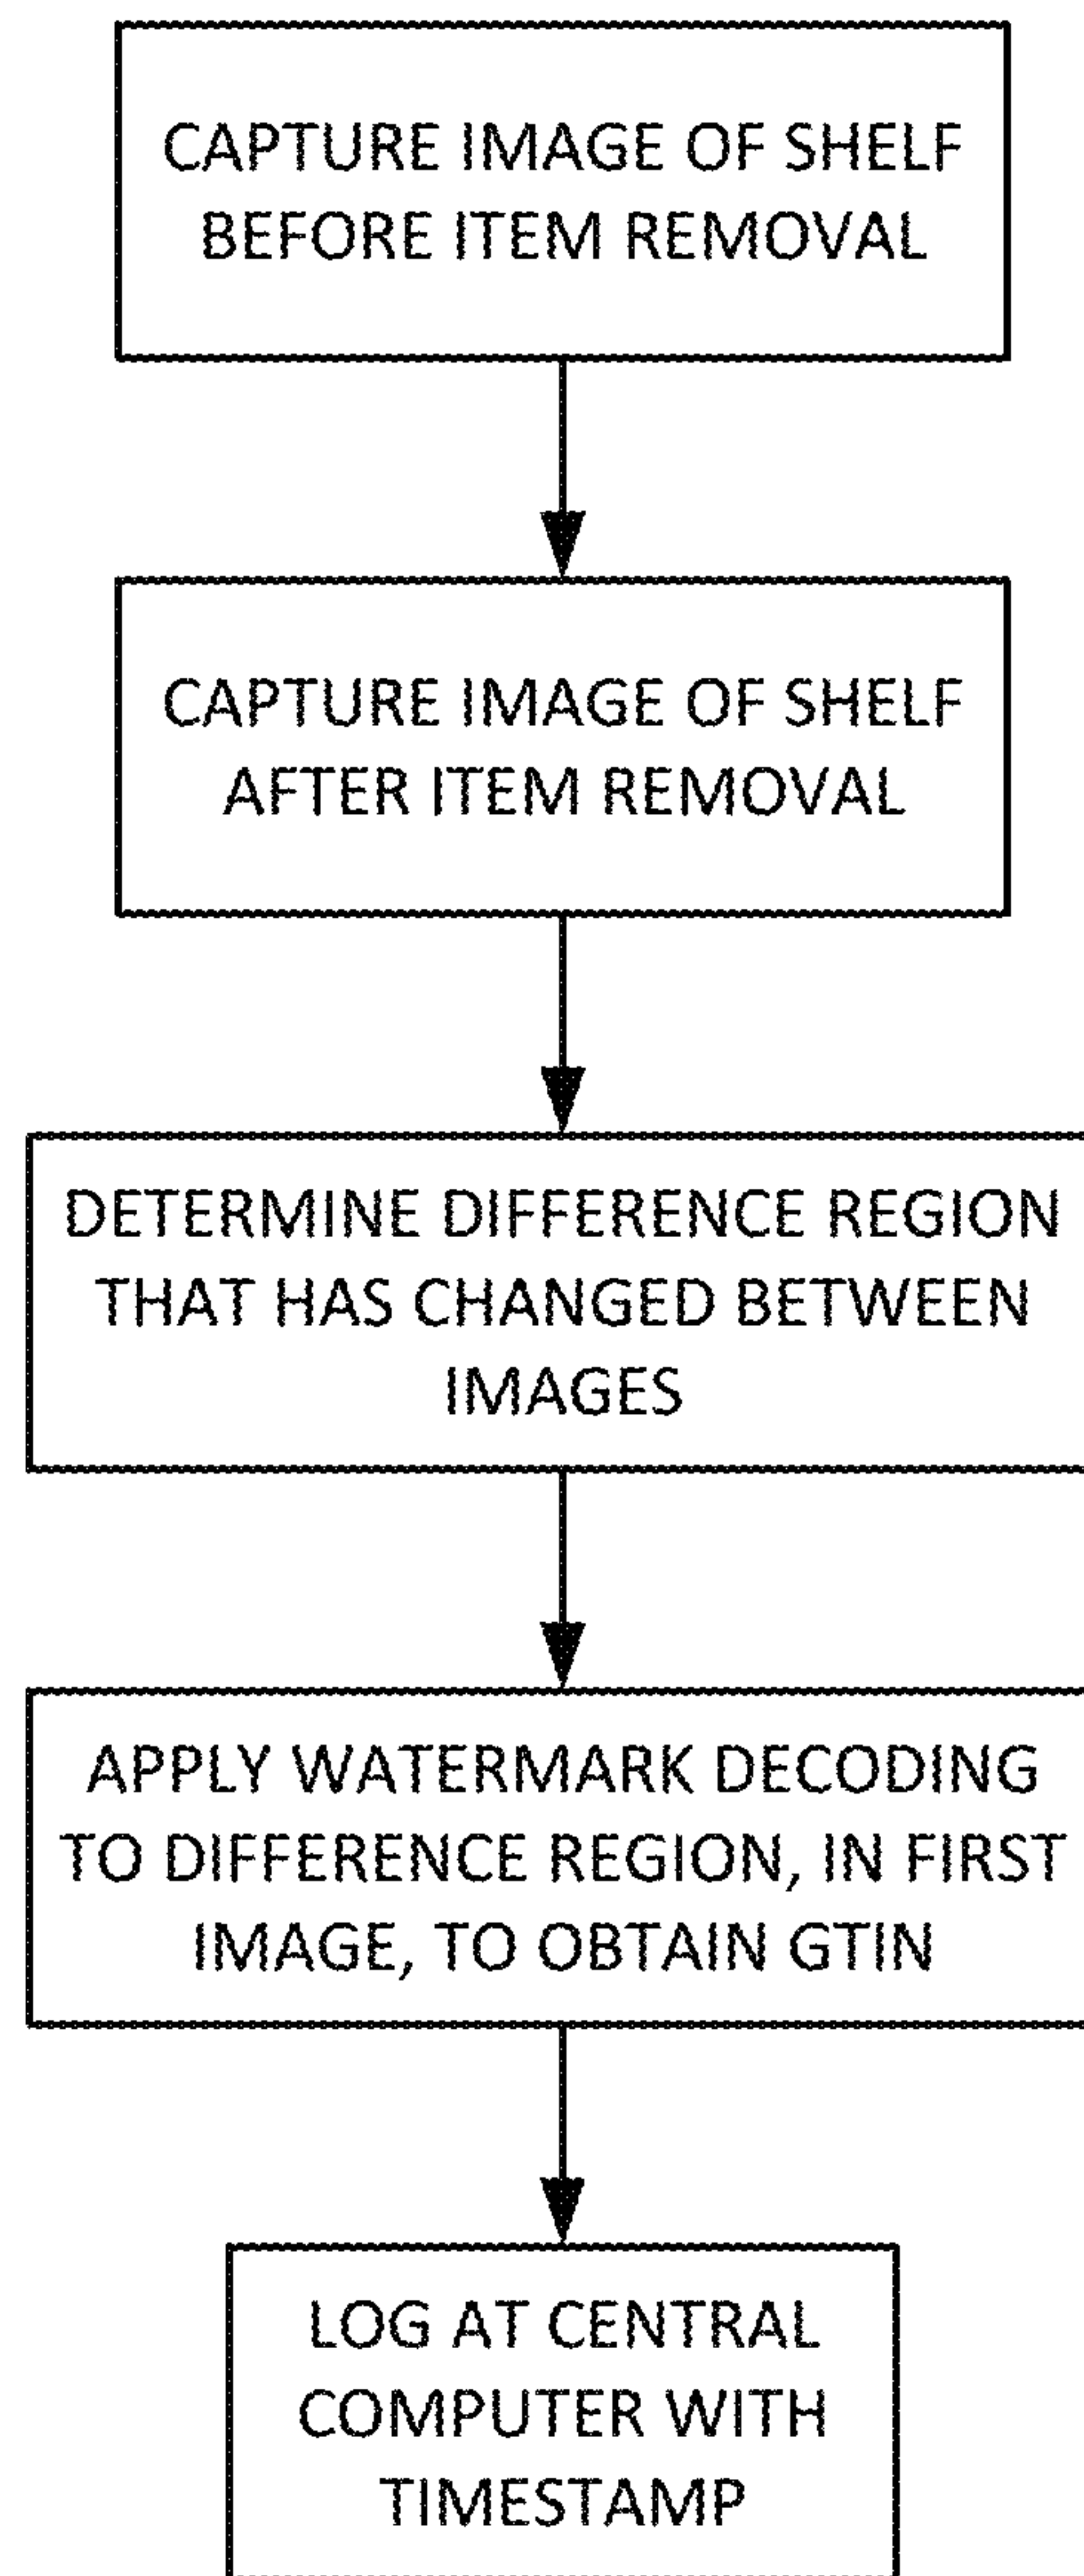 CAPTURE IMAGE OF SHELF
BEFORE ITEM REMOVAL
CAPTURE IMAGE OF SHELF
AFTER ITEM REMOVAL
DETERMINE DIFFERENCE REGION
THAT HAS CHANGED BETWEEN
IMAGES
APPLY WATERMARK DECODING
TO DIFFERENCE REGION, IN FIRST
IMAGE, TO OBTAIN GTIN
LOG AT CENTRAL
COMPUTER WITH
TIMESTAMP